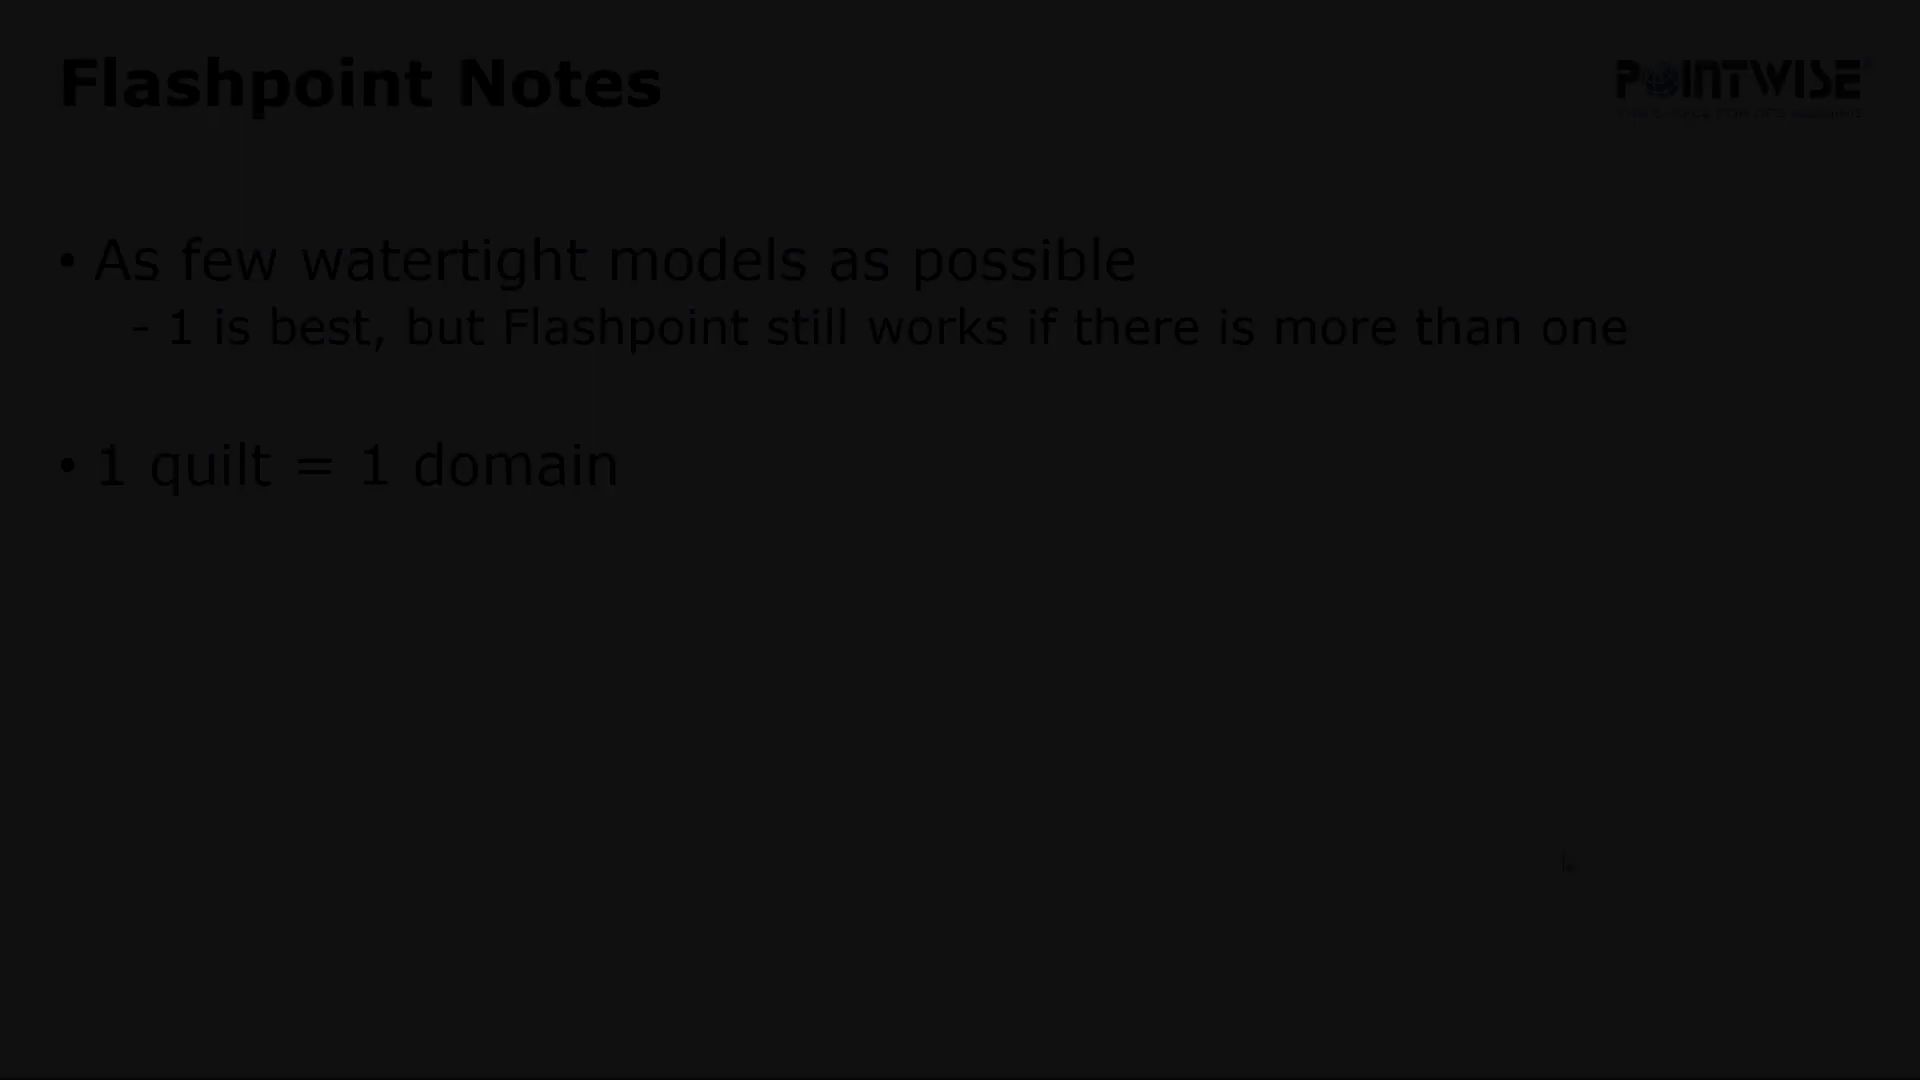 Flashpoint Notes
POINTWISE
• As few watertight models as possible
- 1 is best, but Flashpoint still works if there is more than one
• 1 quilt = 1 domain